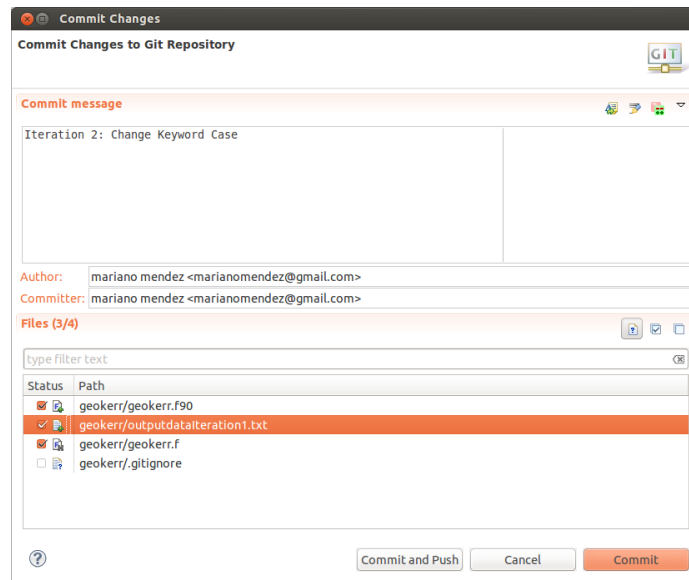 Commit Changes
Commit Changes to Git Repository
GIT
Commit message
Iteration 2: Change Keyword Case
Author: mariano mendez <marianomendez@gmail.com>
Committer: mariano mendez <marianomendez@gmail.com>
Files (3/4)
type filter text
Status Path
geokerr/geokerr.f90
geokerr/outputdataIteration1.txt
geokerr/geokerr.f
geokerr/.gitignore
Commit and Push Cancel Commit